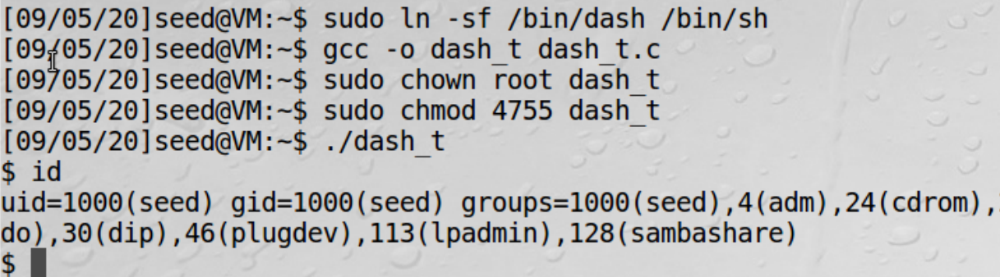 [09/05/20]seed@VM:~$ sudo ln -sf /bin/dash /bin/sh
[09/05/20]seed@VM:~$ gcc -o dash_t dash_t.c
[09/05/20]seed@VM:~$ sudo chown root dash_t
[09/05/20]seed@VM:~$ sudo chmod 4755 dash_t
[09/05/20]seed@VM:~$ ./dash_t
$ id
uid=1000(seed) gid=1000(seed) groups=1000(seed),4(adm),24(cdrom),
do),30(dip),46(plugdev),113(lpadmin),128(sambashare)
$